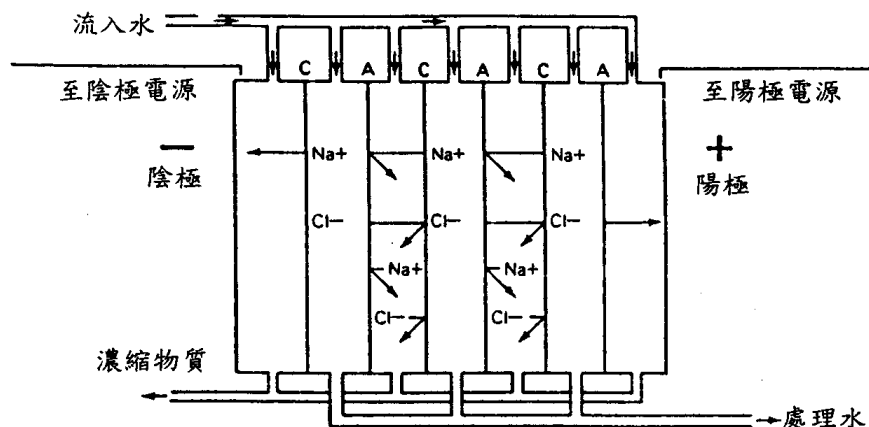 流入水
C A C A C A
至陰極電源
至陽極電源
− +
陰極
陽極
Na+ Na+ Na+
Cl− Cl− Cl−
Na+ Na+
Cl− Cl−
濃縮物質
處理水